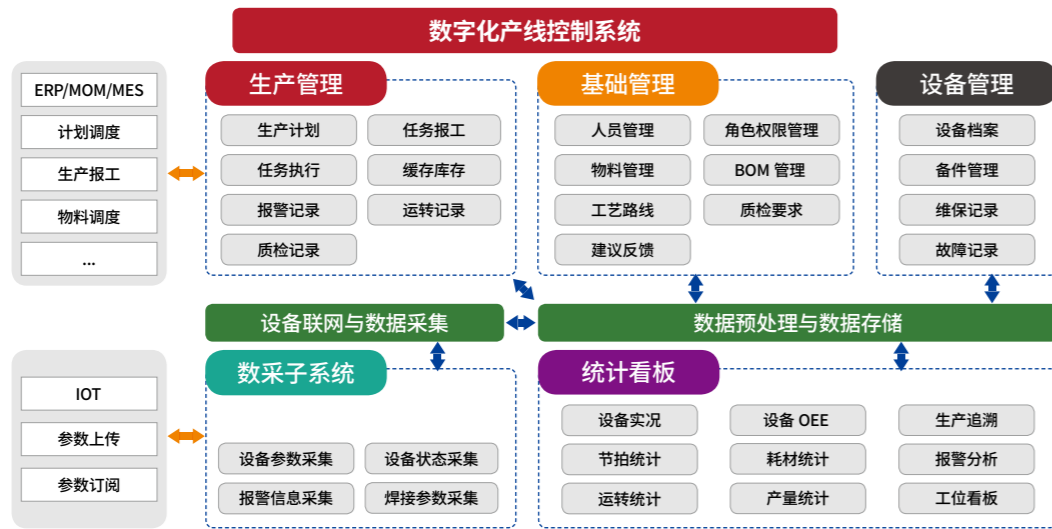 数字化产线控制系统
ERP/MOM/MES
计划调度
生产报工
物料调度
...
生产管理
生产计划
任务报工
任务执行
缓存库存
报警记录
运转记录
质检记录
基础管理
人员管理
角色权限管理
物料管理
BOM 管理
工艺路线
质检要求
建议反馈
设备管理
设备档案
备件管理
维保记录
故障记录
设备联网与数据采集
数据预处理与数据存储
IOT
参数上传
参数订阅
数采子系统
设备参数采集
设备状态采集
报警信息采集
焊接参数采集
统计看板
设备实况
设备 OEE
生产追溯
节拍统计
耗材统计
报警分析
运转统计
产量统计
工位看板